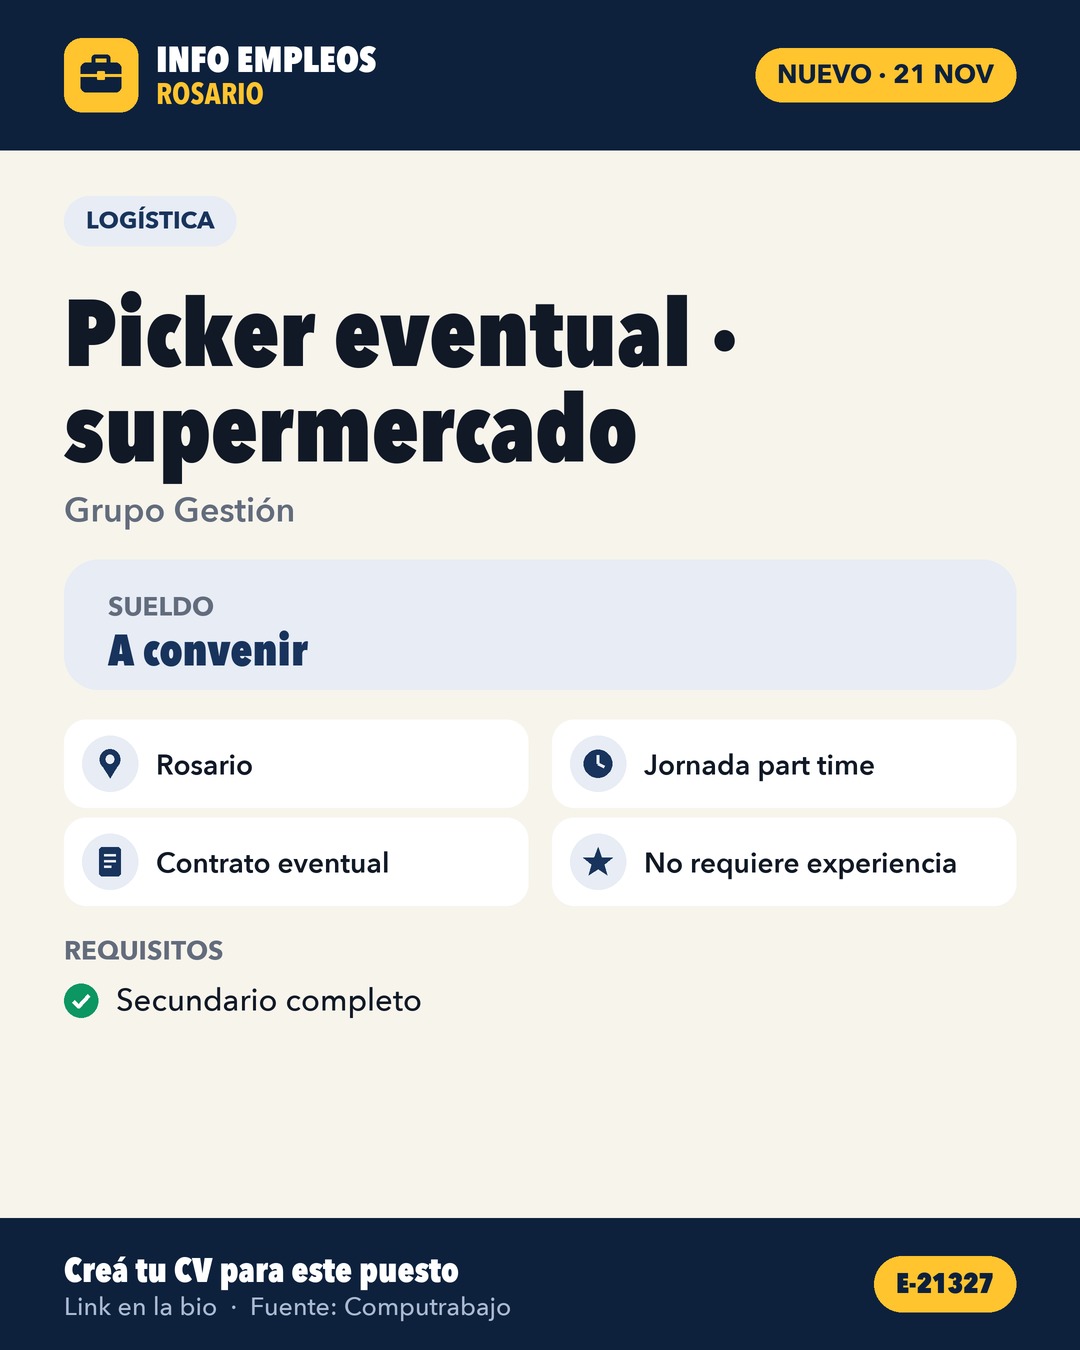 INFO EMPLEOS
ROSARIO
NUEVO · 21 NOV
LOGÍSTICA
Picker eventual ·
supermercado
Grupo Gestión
SUELDO
A convenir
Rosario
Jornada part time
Contrato eventual
No requiere experiencia
REQUISITOS
Secundario completo
Creá tu CV para este puesto
Link en la bio · Fuente: Computrabajo
E-21327